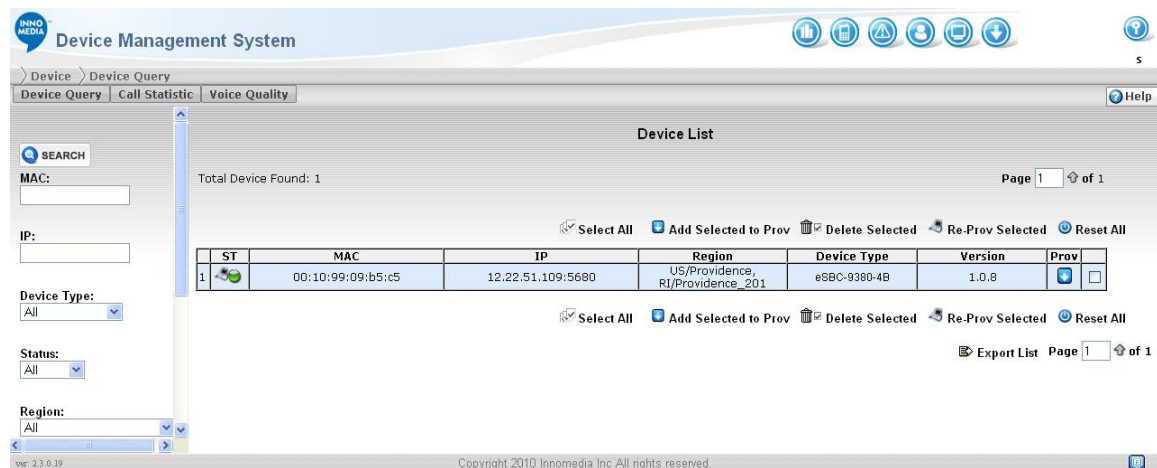 INNO
MEDIA
Device Management System
s
Device Device Query
Device Query Call Statistic Voice Quality Help
Device List
SEARCH
MAC:
Total Device Found: 1 Page 1 of 1
IP:
Select All Add Selected to Prov Delete Selected Re-Prov Selected Reset All
ST MAC IP Region Device Type Version Prov
1 00:10:99:09:b5:c5 12.22.51.109:5680 US/Providence, RI/Providence_201 eSBC-9380-4B 1.0.8
Device Type:
All
Select All Add Selected to Prov Delete Selected Re-Prov Selected Reset All
Status:
All
Export List Page 1 of 1
Region:
All
ver: 2.3.0.19 Copyright 2010 Innomedia Inc All rights reserved.